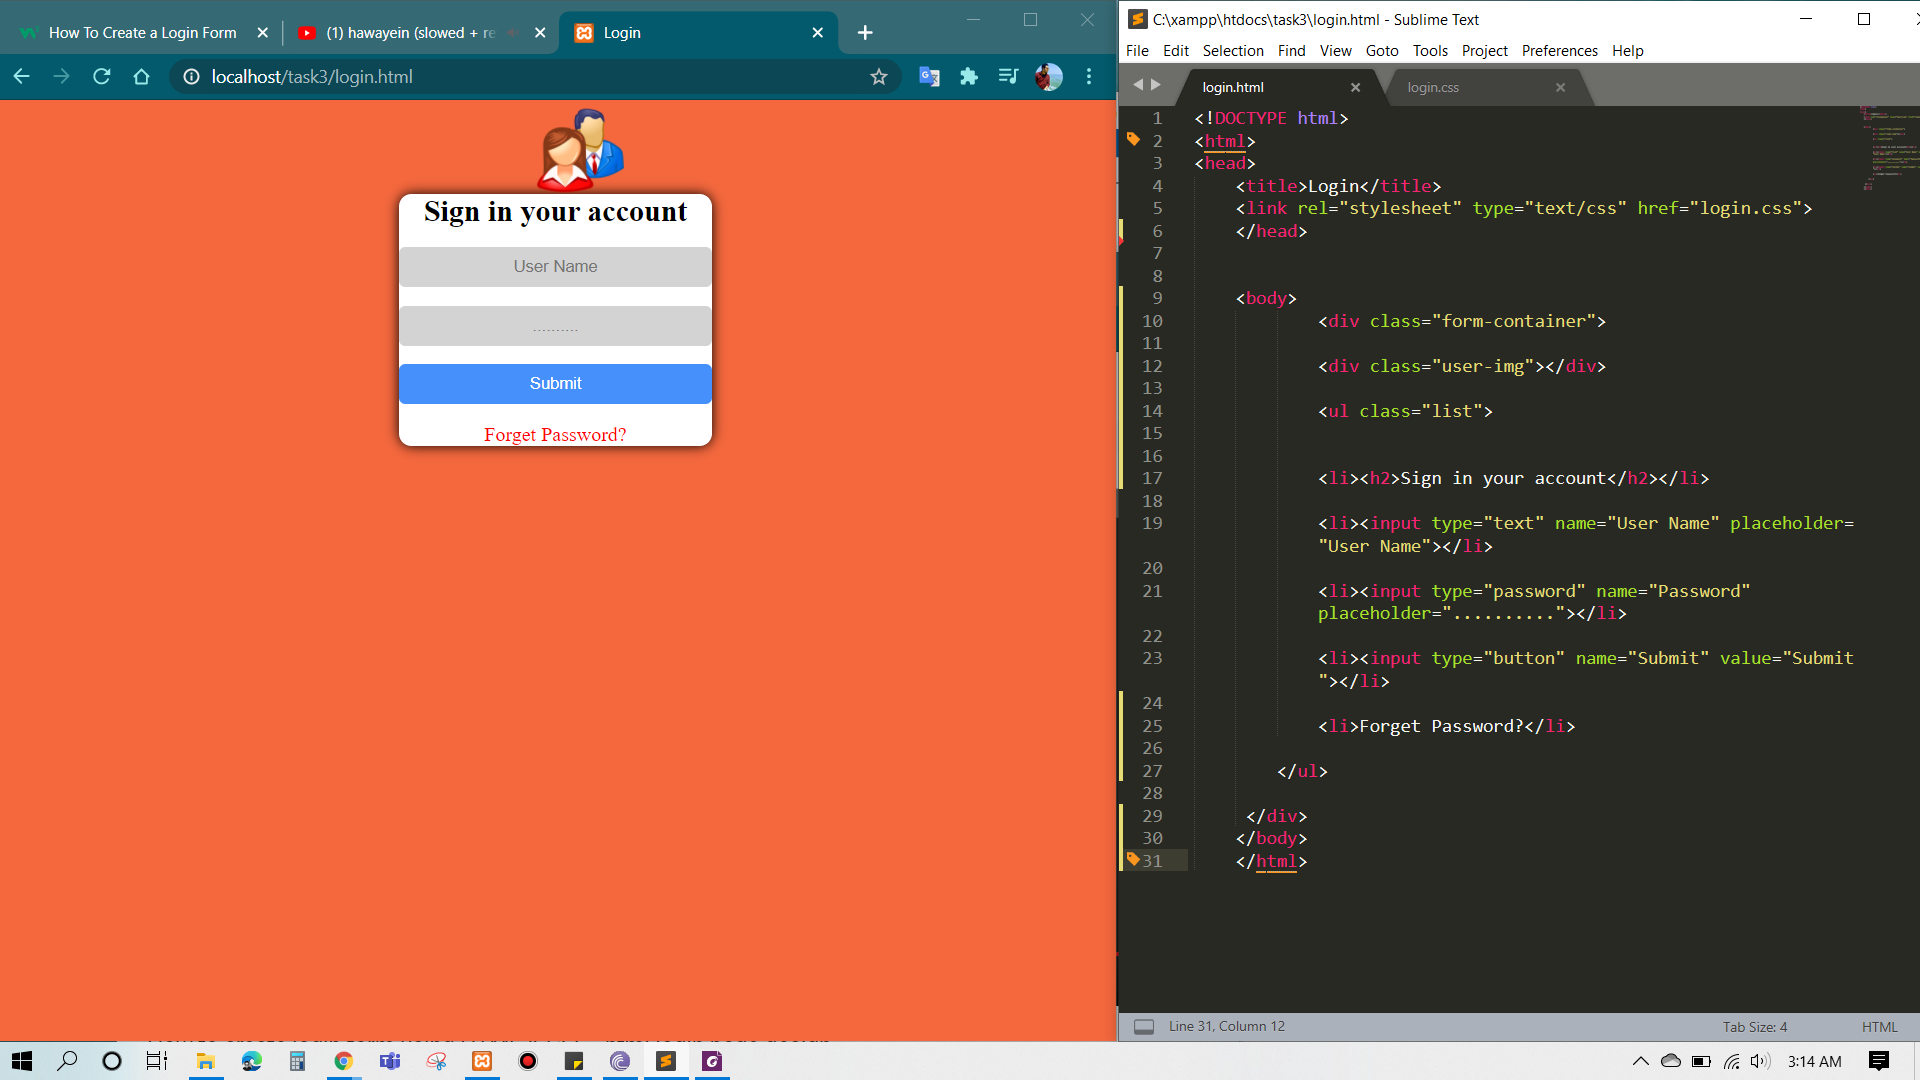 How To Create a Login Form
(1) hawayein (slowed + re
Login
localhost/task3/login.html
Sign in your account
User Name
..........
Submit
Forget Password?
C:\xampp\htdocs\task3\login.html - Sublime Text
File Edit Selection Find View Goto Tools Project Preferences Help
login.html
login.css
1 <!DOCTYPE html>
2 <html>
3 <head>
4 <title>Login</title>
5 <link rel="stylesheet" type="text/css" href="login.css">
6 </head>
7
8
9 <body>
10 <div class="form-container">
11
12 <div class="user-img"></div>
13
14 <ul class="list">
15
16
17 <li><h2>Sign in your account</h2></li>
18
19 <li><input type="text" name="User Name" placeholder=
"User Name"></li>
20
21 <li><input type="password" name="Password"
placeholder=".........."></li>
22
23 <li><input type="button" name="Submit" value="Submit
"></li>
24
25 <li>Forget Password?</li>
26
27 </ul>
28
29 </div>
30 </body>
31 </html>
Line 31, Column 12
Tab Size: 4
HTML
3:14 AM